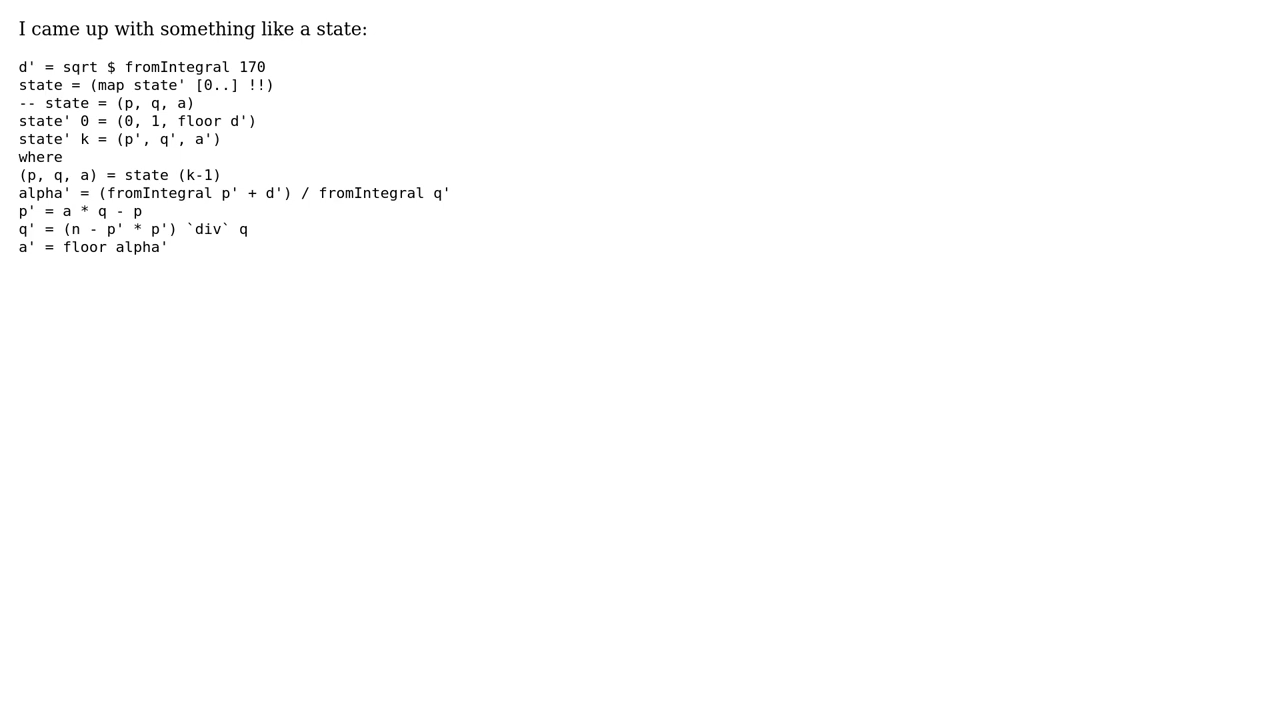 I came up with something like a state:
d' = sqrt $ fromIntegral 170
state = (map state' [0..] !!)
-- state = (p, q, a)
state' 0 = (0, 1, floor d')
state' k = (p', q', a')
where
(p, q, a) = state (k-1)
alpha' = (fromIntegral p' + d') / fromIntegral q'
p' = a * q - p
q' = (n - p' * p') `div` q
a' = floor alpha'